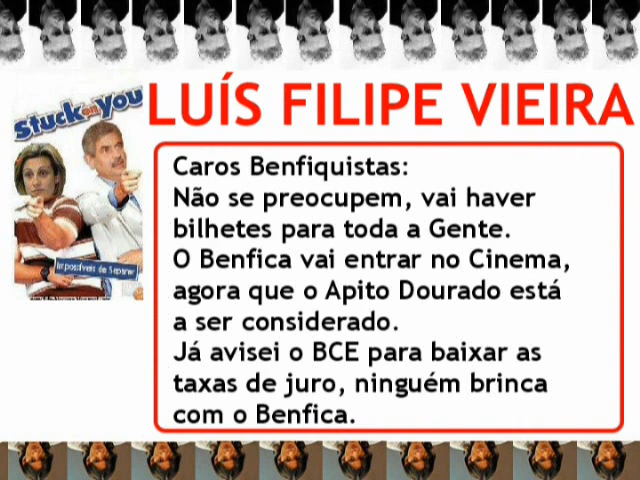 Stuck on you
LUÍS FILIPE VIEIRA
Caros Benfiquistas:
Não se preocupem, vai haver
bilhetes para toda a Gente.
O Benfica vai entrar no Cinema,
agora que o Apito Dourado está
a ser considerado.
Já avisei o BCE para baixar as
taxas de juro, ninguém brinca
com o Benfica.
Impossíveis de Separar